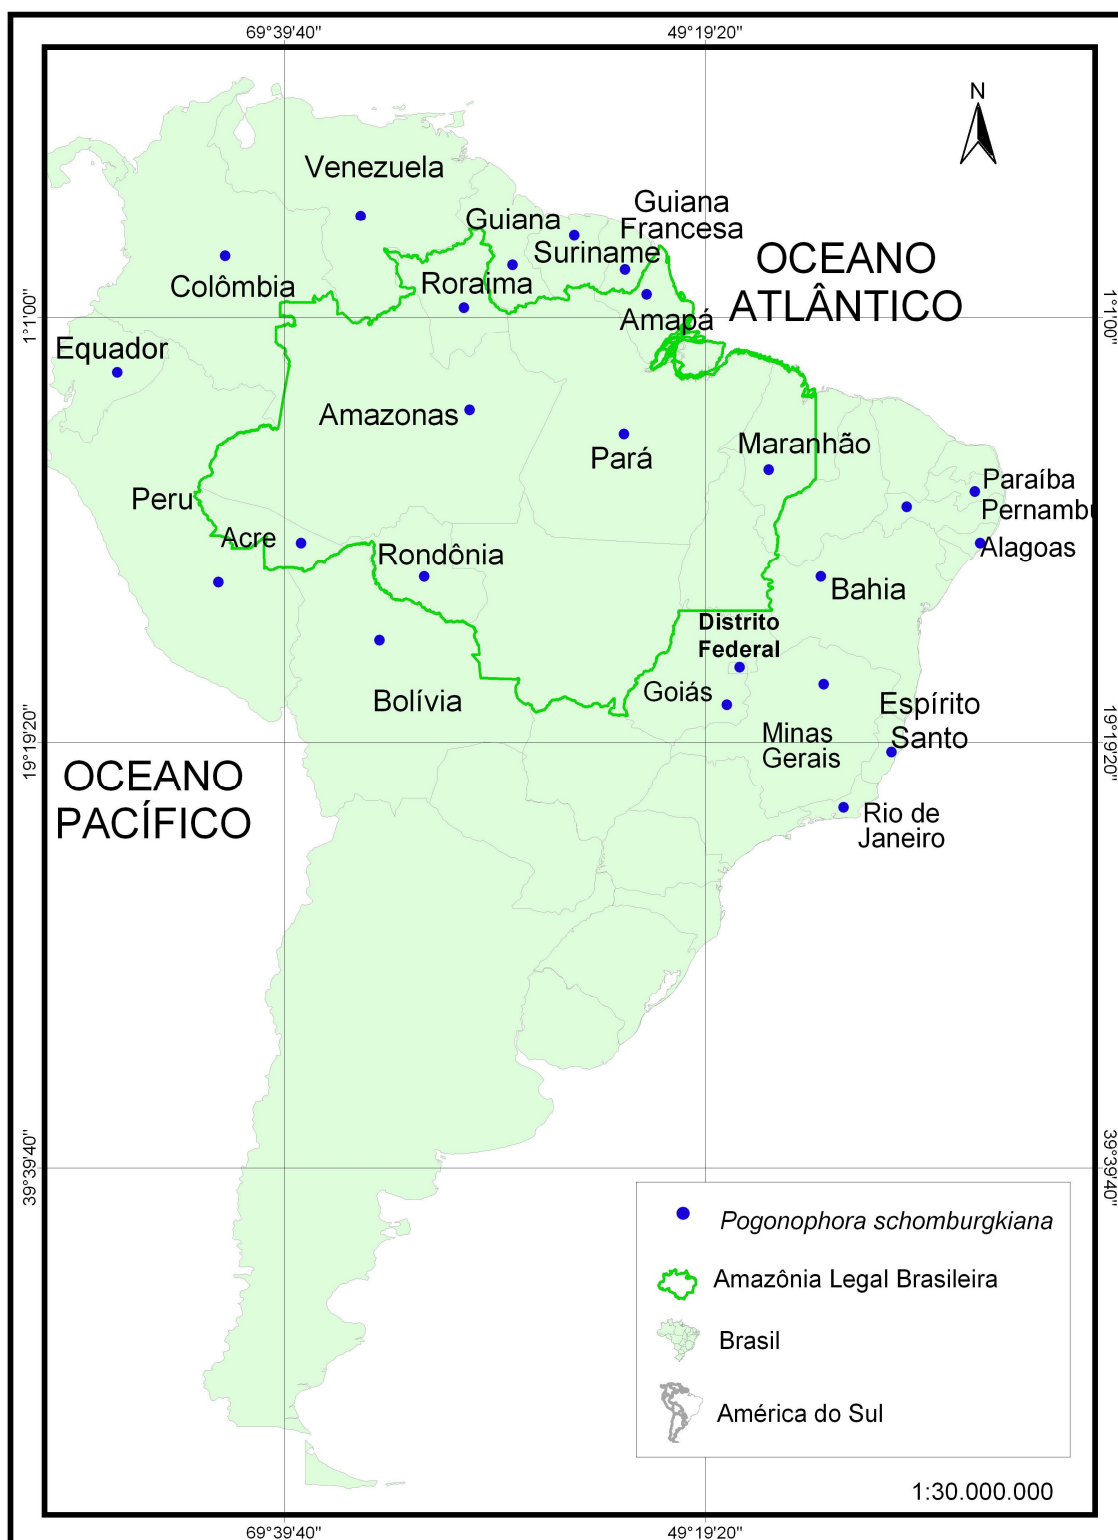 69°39'40"
49°19'20"
N
Venezuela
Guiana
Guiana
Francesa
Suriname
OCEANO
ATLÂNTICO
Colômbia
Roraima
Amapá
1°1'00"
1°1'00"
Equador
Amazonas
Pará
Maranhão
Peru
Paraíba
Pernambu
Acre
Rondônia
Alagoas
Bahia
Distrito
Federal
Bolívia
Goiás
Espírito
Santo
Minas
Gerais
19°19'20"
19°19'20"
OCEANO
PACÍFICO
Rio de
Janeiro
39°39'40"
39°39'40"
Pogonophora schomburgkiana
Amazônia Legal Brasileira
Brasil
América do Sul
1:30.000.000
69°39'40"
49°19'20"